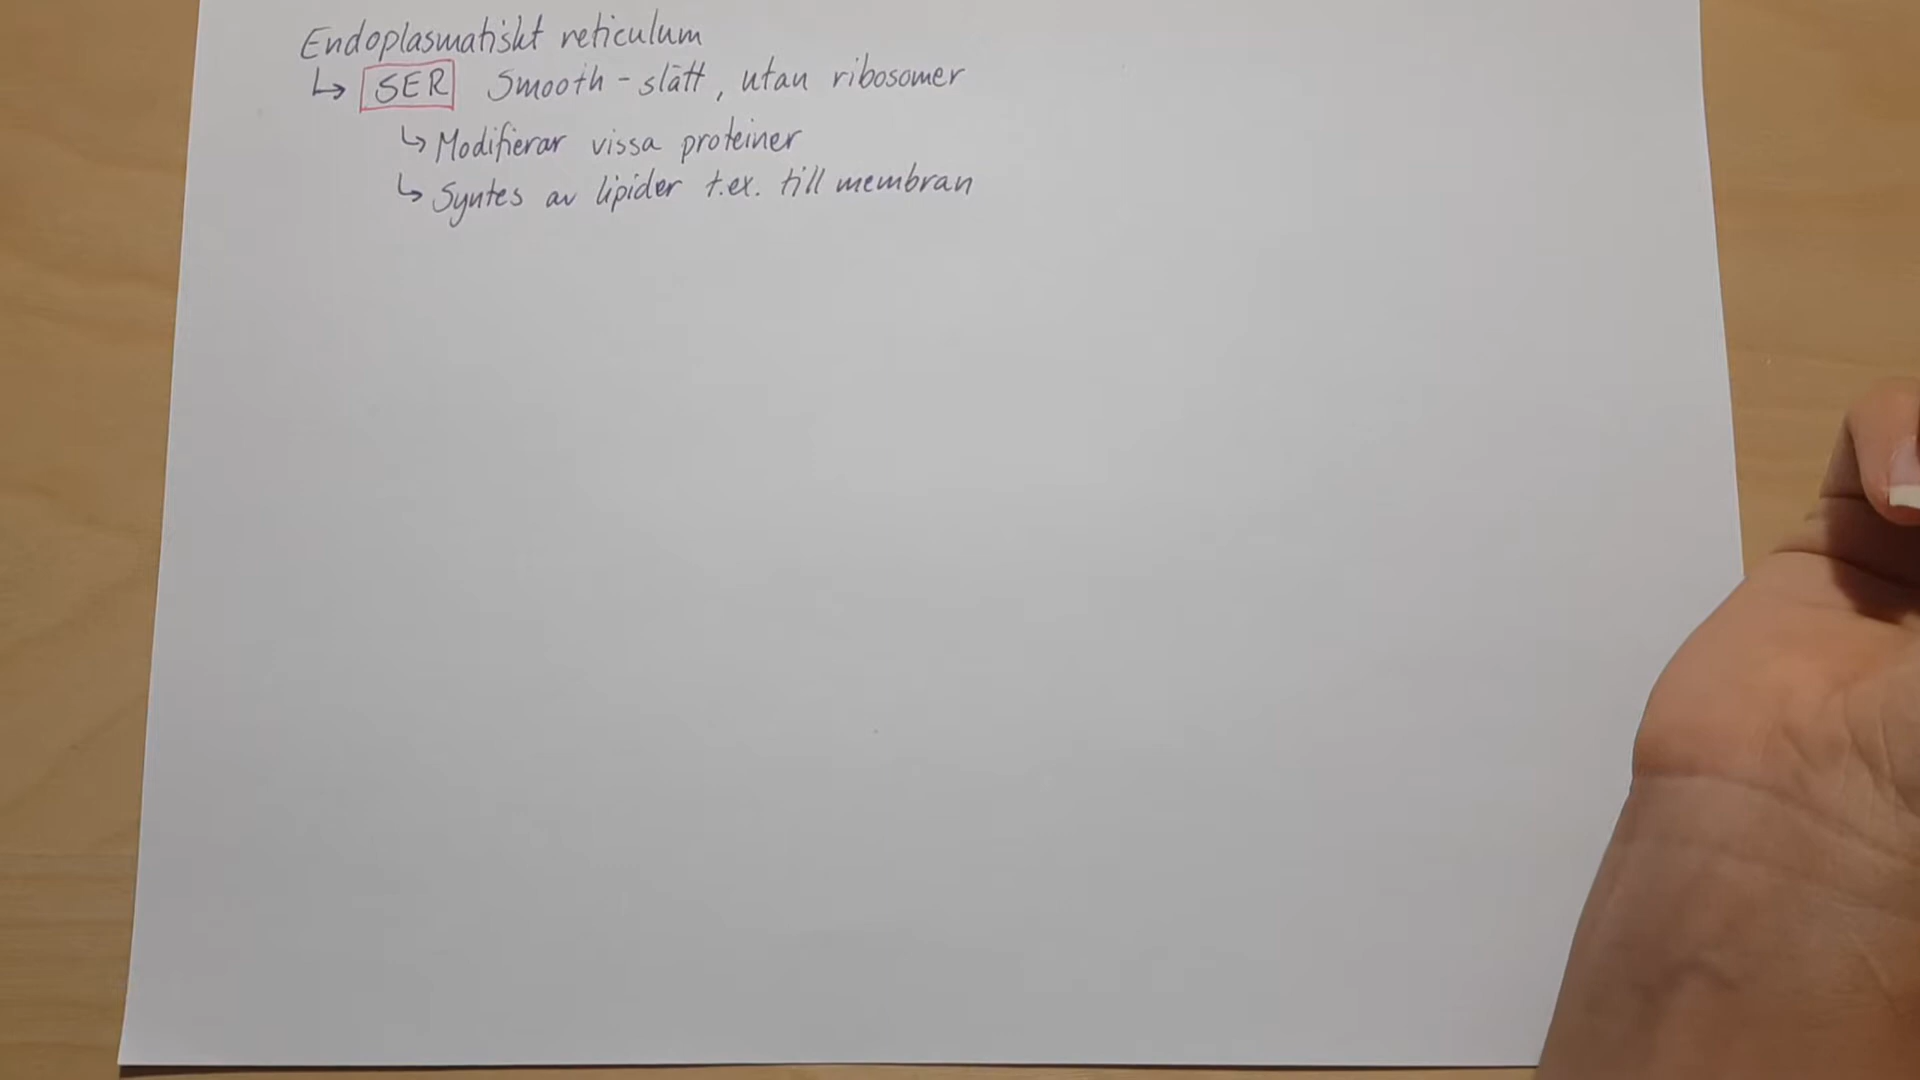 Endoplasmatiskt reticulum
↳ SER Smooth - slätt, utan ribosomer
↳ Modifierar vissa proteiner
↳ Syntes av lipider t.ex. till membran